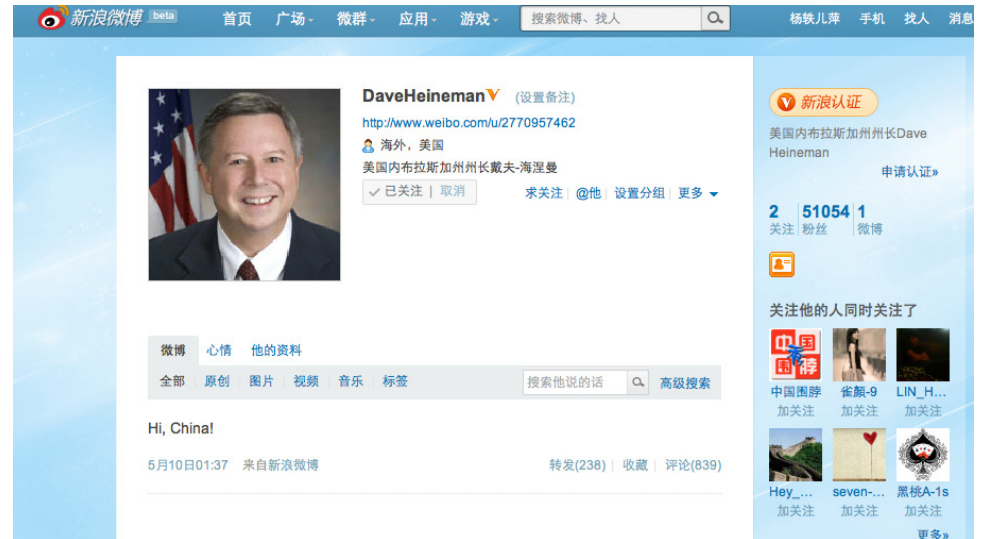 新浪微博 beta 首页 广场 微群 应用 游戏 搜索微博、找人 杨轶儿萍 手机 找人 消息
DaveHeineman V (设置备注)
http://www.weibo.com/u/2770957462
海外，美国
美国内布拉斯加州州长戴夫-海涅曼
已关注 | 取消 求关注 | @他 | 设置分组 | 更多
微博 心情 他的资料
全部 原创 图片 视频 音乐 标签 搜索他说的话 高级搜索
Hi, China!
5月10日01:37 来自新浪微博 转发(238) | 收藏 | 评论(839)
V 新浪认证
美国内布拉斯加州州长Dave
Heineman
申请认证»
2 51054 1
关注 粉丝 微博
关注他的人同时关注了
中国围脖
中国围脖 雀颜-9 LIN_H...
加关注 加关注 加关注
Hey_... seven-... 黑桃A-1s
加关注 加关注 加关注
更多»